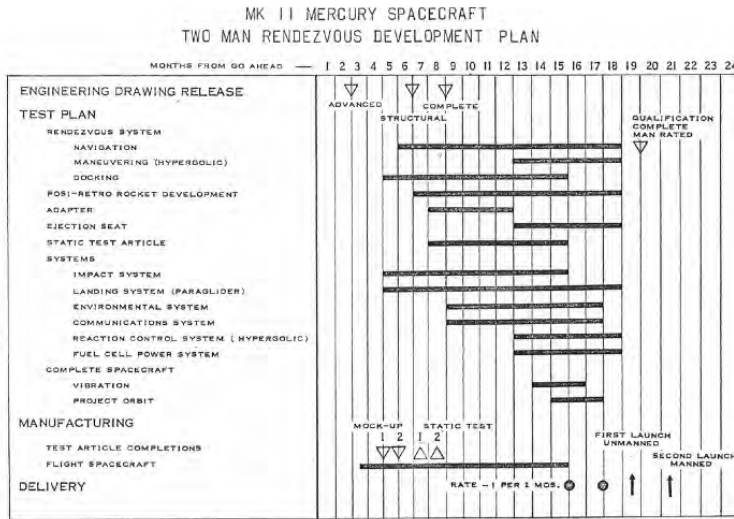 MK II MERCURY SPACECRAFT
TWO MAN RENDEZVOUS DEVELOPMENT PLAN
MONTHS FROM GO AHEAD — 1 2 3 4 5 6 7 8 9 10 11 12 13 14 15 16 17 18 19 20 21 22 23 24
ENGINEERING DRAWING RELEASE
ADVANCED
COMPLETE
STRUCTURAL
TEST PLAN
QUALIFICATION
COMPLETE
MAN RATED
RENDEZVOUS SYSTEM
NAVIGATION
MANEUVERING (HYPERGOLIC)
DOCKING
POSI-RETRO ROCKET DEVELOPMENT
ADAPTER
EJECTION SEAT
STATIC TEST ARTICLE
SYSTEMS
IMPACT SYSTEM
LANDING SYSTEM (PARAGLIDER)
ENVIRONMENTAL SYSTEM
COMMUNICATIONS SYSTEM
REACTION CONTROL SYSTEM (HYPERGOLIC)
FUEL CELL POWER SYSTEM
COMPLETE SPACECRAFT
VIBRATION
PROJECT ORBIT
MANUFACTURING
MOCK-UP STATIC TEST
1 2 1 2
FIRST LAUNCH
UNMANNED
TEST ARTICLE COMPLETIONS
FLIGHT SPACECRAFT
SECOND LAUNCH
MANNED
DELIVERY
RATE – 1 PER 2 MOS.